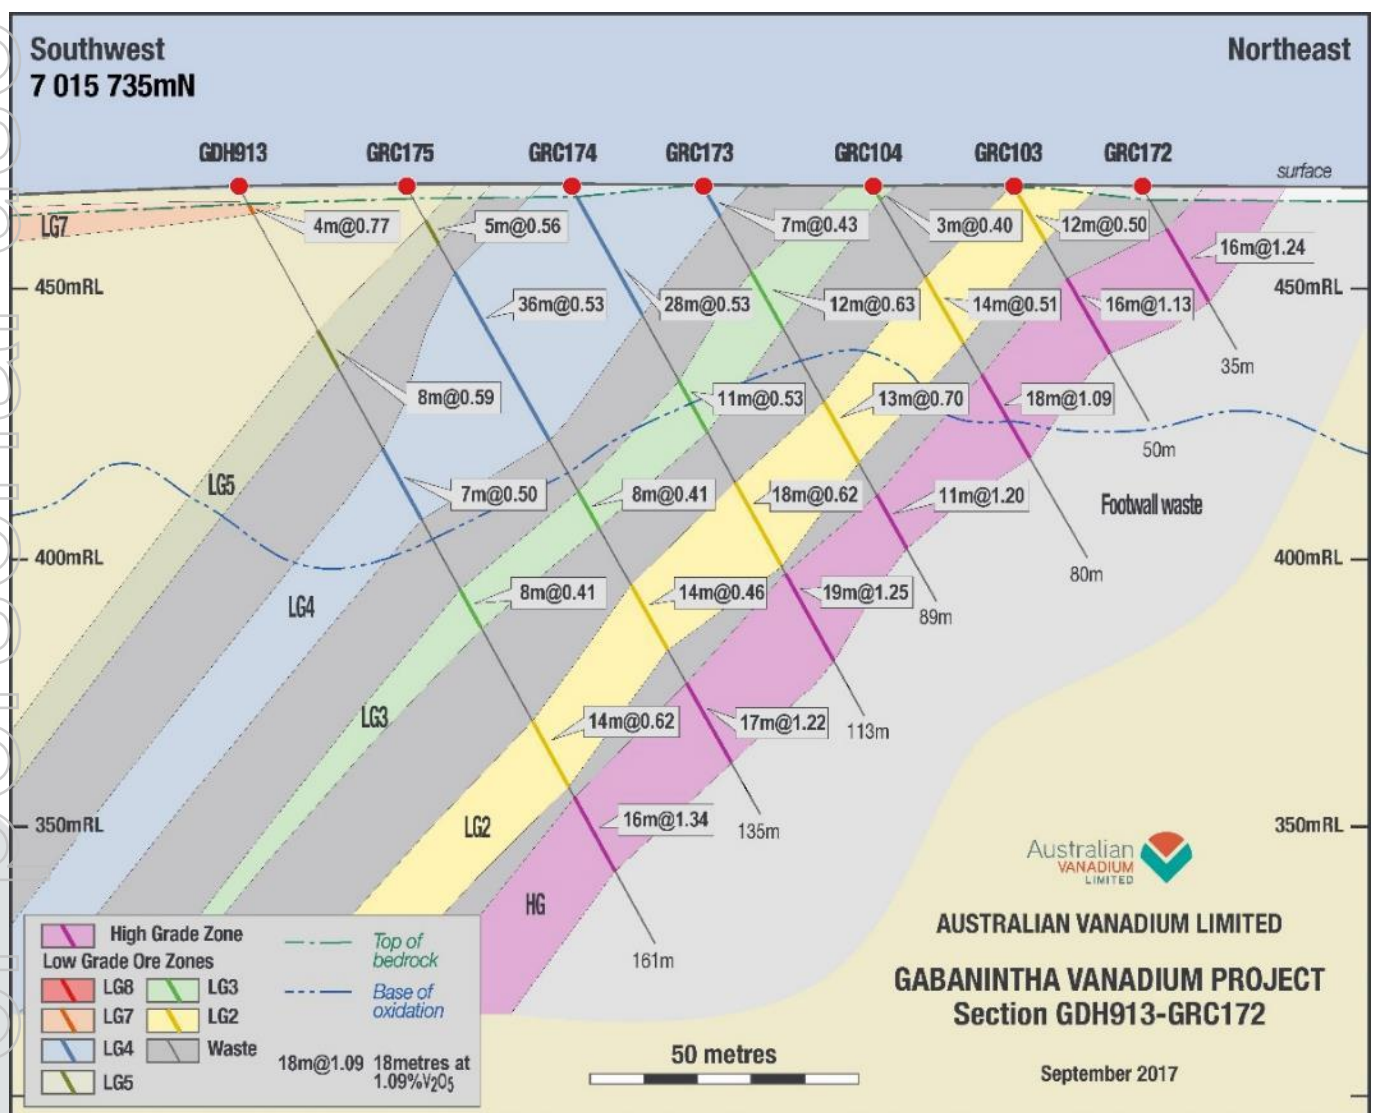 Southwest
7 015 735mN
Northeast
GDH913 GRC175 GRC174 GRC173 GRC104 GRC103 GRC172
surface
LG7
4m@0.77
5m@0.56
7m@0.43
3m@0.40
12m@0.50
16m@1.24
450mRL
450mRL
36m@0.53
28m@0.53
12m@0.63
14m@0.51
16m@1.13
35m
8m@0.59
11m@0.53
13m@0.70
18m@1.09
50m
LG5
7m@0.50
8m@0.41
18m@0.62
11m@1.20
Footwall waste
400mRL
400mRL
80m
LG4
8m@0.41
14m@0.46
19m@1.25
89m
LG3
14m@0.62
17m@1.22
113m
350mRL
350mRL
LG2
16m@1.34
135m
HG
161m
Australian
VANADIUM
LIMITED
AUSTRALIAN VANADIUM LIMITED
GABANINTHA VANADIUM PROJECT
Section GDH913-GRC172
September 2017
50 metres
High Grade Zone
Low Grade Ore Zones
LG8
LG3
LG7
LG2
LG4
Waste
LG5
Top of
bedrock
Base of
oxidation
18m@1.09 18metres at
1.09%V₂O₅